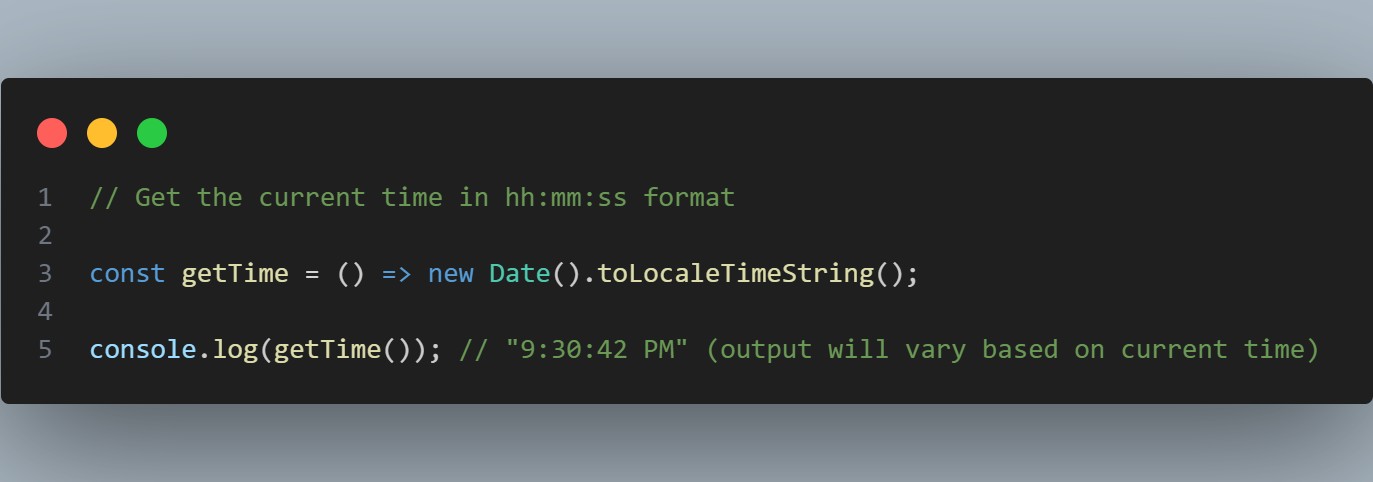 1 // Get the current time in hh:mm:ss format
2
3 const getTime = () => new Date().toLocaleTimeString();
4
5 console.log(getTime()); // "9:30:42 PM" (output will vary based on current time)